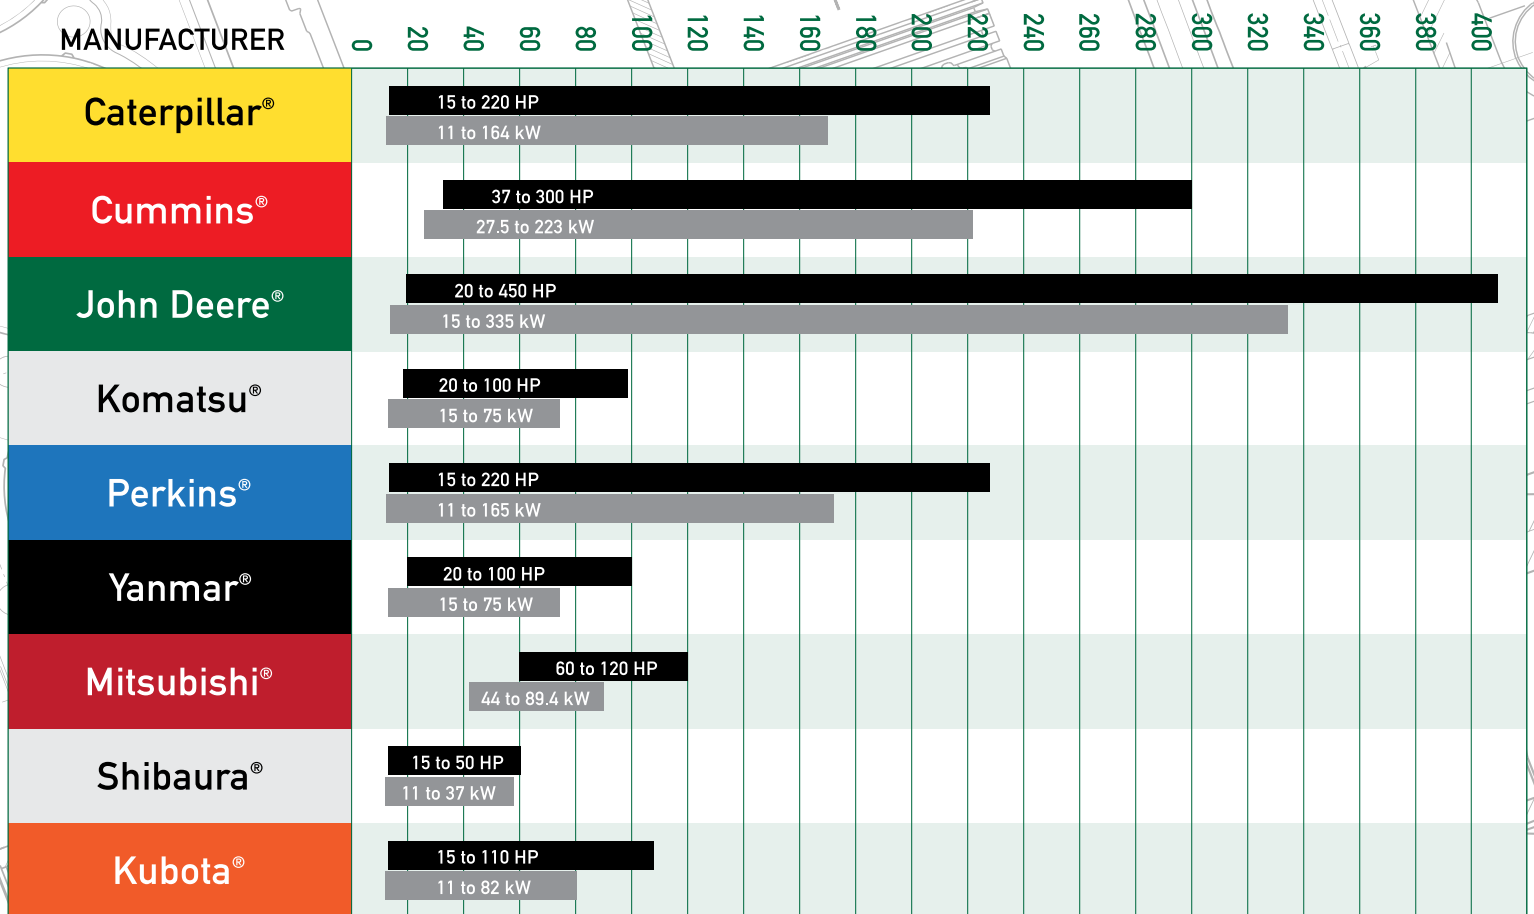 MANUFACTURER 0 20 40 60 80 100 120 140 160 180 200 220 240 260 280 300 320 340 360 380 400
Caterpillar®
15 to 220 HP
11 to 164 kW
Cummins®
37 to 300 HP
27.5 to 223 kW
John Deere®
20 to 450 HP
15 to 335 kW
Komatsu®
20 to 100 HP
15 to 75 kW
Perkins®
15 to 220 HP
11 to 165 kW
Yanmar®
20 to 100 HP
15 to 75 kW
Mitsubishi®
60 to 120 HP
44 to 89.4 kW
Shibaura®
15 to 50 HP
11 to 37 kW
Kubota®
15 to 110 HP
11 to 82 kW